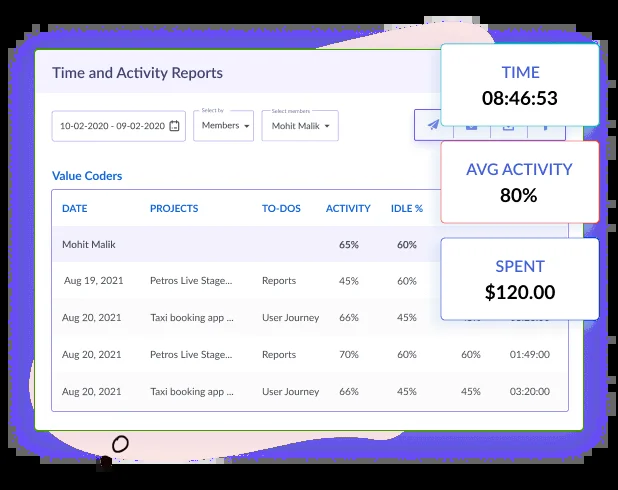 Time and Activity Reports
TIME
08:46:53
10-02-2020 - 09-02-2020
Select by
Members
Select members
Mohit Malik
AVG ACTIVITY
80%
Value Coders
DATE PROJECTS TO-DOS ACTIVITY IDLE %
Mohit Malik 65% 60%
SPENT
$120.00
Aug 19, 2021 Petros Live Stage... Reports 45% 60%
Aug 20, 2021 Taxi booking app ... User Journey 66% 45%
Aug 20, 2021 Petros Live Stage... Reports 70% 60% 60% 01:49:00
Aug 20, 2021 Taxi booking app ... User Journey 66% 45% 45% 03:20:00